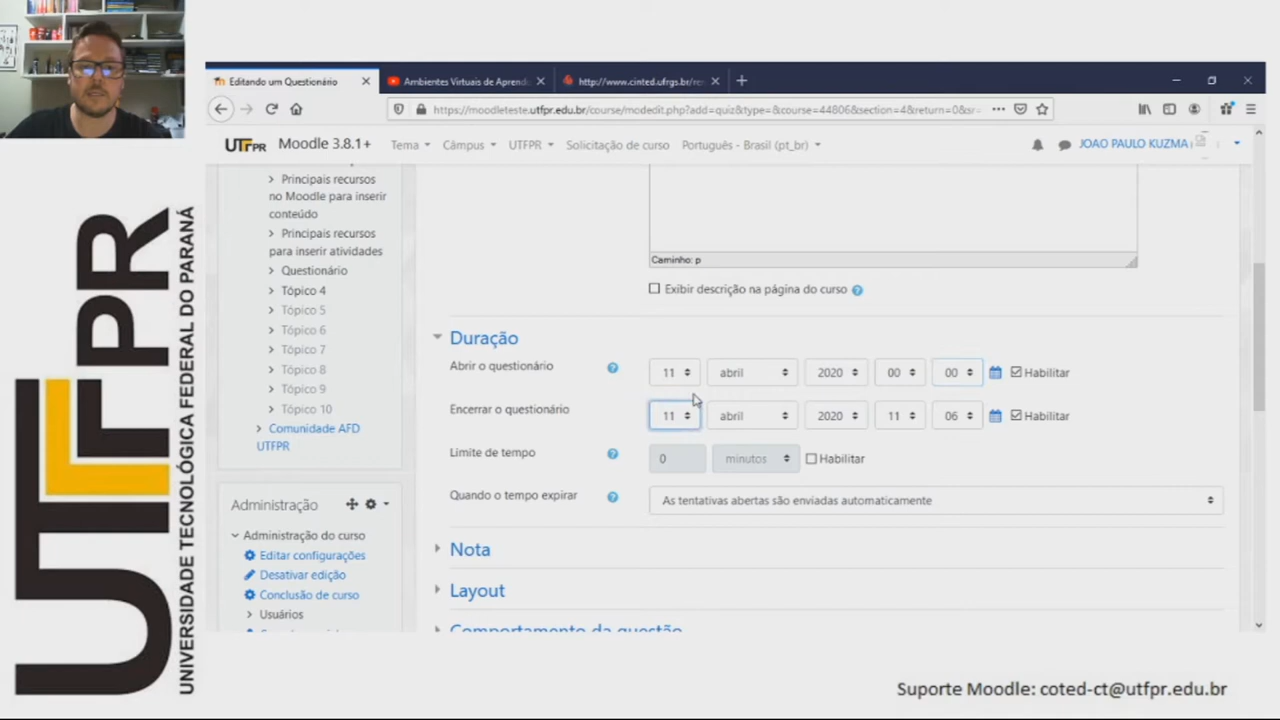 Editando um Questionário
Ambientes Virtuais de Aprend
http://www.cinted.ufrgs.br/re
https://moodleteste.utfpr.edu.br/course/modedit.php?add=quiz&type=&course=44806&section=4&return=0&sr
UTFPR Moodle 3.8.1+ Tema Câmpus UTFPR Solicitação de curso Português - Brasil (pt_br) JOAO PAULO KUZMA
Principais recursos
no Moodle para inserir
conteúdo
Principais recursos
para inserir atividades
Questionário
Tópico 4
Tópico 5
Tópico 6
Tópico 7
Tópico 8
Tópico 9
Tópico 10
Comunidade AFD
UTFPR
Administração
Administração do curso
Editar configurações
Desativar edição
Conclusão de curso
Usuários
Caminho: p
Exibir descrição na página do curso
Duração
Abrir o questionário 11 abril 2020 00 00 Habilitar
Encerrar o questionário 11 abril 2020 11 06 Habilitar
Limite de tempo 0 minutos Habilitar
Quando o tempo expirar As tentativas abertas são enviadas automaticamente
Nota
Layout
Comportamento da questão
UTFPR
UNIVERSIDADE TECNOLÓGICA FEDERAL DO PARANÁ
Suporte Moodle: coted-ct@utfpr.edu.br